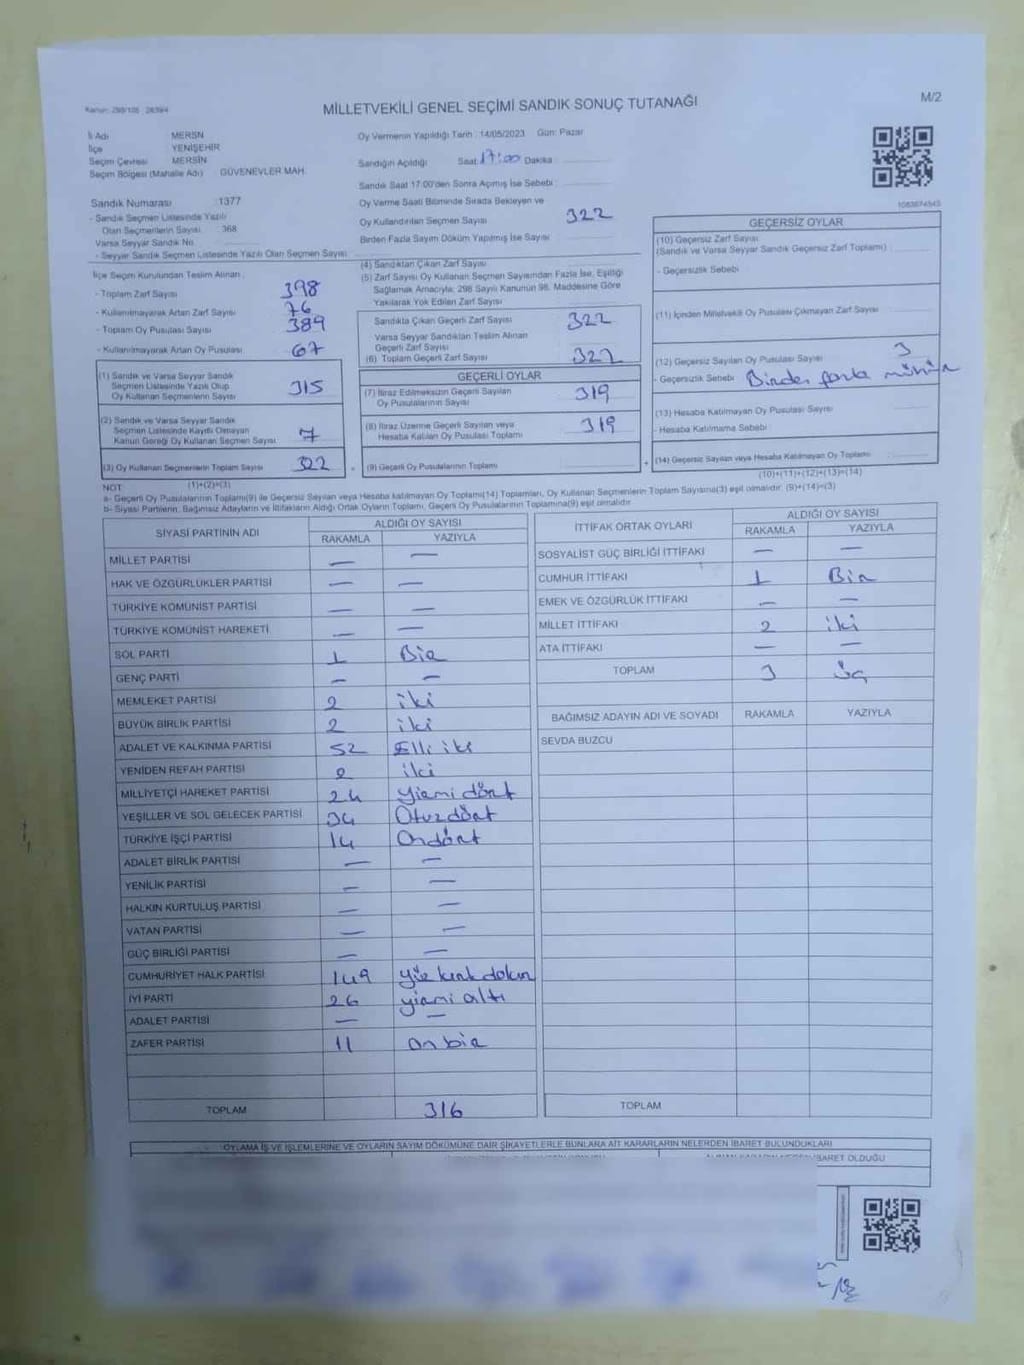 Kanun: 298/105 2839/4
M/2
MİLLETVEKİLİ GENEL SEÇİMİ SANDIK SONUÇ TUTANAĞI
İl Adı MERSİN
İlçe YENİŞEHİR
Seçim Çevresi MERSİN
Seçim Bölgesi (Mahalle Adı) GÜVENEVLER MAH.
Sandık Numarası 1377
- Sandık Seçmen Listesinde Yazılı
Olan Seçmenlerin Sayısı 368
Varsa Seyyar Sandık No
- Seyyar Sandık Seçmen Listesinde Yazılı Olan Seçmen Sayısı
Oy Vermenin Yapıldığı Tarih : 14/05/2023 Gün: Pazar
Sandığın Açıldığı Saat 17:00 Dakika
Sandık Saat 17:00'den Sonra Açılmış İse Sebebi
Oy Verme Saati Bitiminde Sırada Bekleyen ve
Oy Kullandırılan Seçmen Sayısı 322
Birden Fazla Sayım Döküm Yapılmış İse Sayısı
1083674545
İlçe Seçim Kurulundan Teslim Alınan :
- Toplam Zarf Sayısı 398
- Kullanılmayarak Artan Zarf Sayısı 76
- Toplam Oy Pusulası Sayısı 389
- Kullanılmayarak Artan Oy Pusulası 67
(1) Sandık ve Varsa Seyyar Sandık
Seçmen Listesinde Yazılı Olup
Oy Kullanan Seçmenlerin Sayısı 315
(2) Sandık ve Varsa Seyyar Sandık
Seçmen Listesinde Kayıtlı Olmayan
Kanun Gereği Oy Kullanan Seçmen Sayısı 7
(3) Oy Kullanan Seçmenlerin Toplam Sayısı 322
(1)+(2)=(3)
(4) Sandıktan Çıkan Zarf Sayısı
(5) Zarf Sayısı Oy Kullanan Seçmen Sayısından Fazla İse, Eşitliği
Sağlamak Amacıyla; 298 Sayılı Kanunun 98. Maddesine Göre
Yakılarak Yok Edilen Zarf Sayısı
Sandıkta Çıkan Geçerli Zarf Sayısı 322
Varsa Seyyar Sandıktan Teslim Alınan
Geçerli Zarf Sayısı
(6) Toplam Geçerli Zarf Sayısı 322
GEÇERLİ OYLAR
(7) İtiraz Edilmeksizin Geçerli Sayılan
Oy Pusulalarının Sayısı 319
(8) İtiraz Üzerine Geçerli Sayılan veya
Hesaba Katılan Oy Pusulası Toplamı 319
(9) Geçerli Oy Pusulalarının Toplamı
GEÇERSİZ OYLAR
(10) Geçersiz Zarf Sayısı
(Sandık ve Varsa Seyyar Sandık Geçersiz Zarf Toplamı)
- Geçersizlik Sebebi
(11) İçinden Milletvekili Oy Pusulası Çıkmayan Zarf Sayısı
(12) Geçersiz Sayılan Oy Pusulası Sayısı 3
- Geçersizlik Sebebi Birden fazla mühür
(13) Hesaba Katılmayan Oy Pusulası Sayısı
- Hesaba Katılmama Sebebi
(14) Geçersiz Sayılan veya Hesaba Katılmayan Oy Toplamı
(10)+(11)+(12)+(13)=(14)
NOT
a- Geçerli Oy Pusulalarının Toplamı(9) ile Geçersiz Sayılan veya Hesaba katılmayan Oy Toplamı(14) Toplamları, Oy Kullanan Seçmenlerin Toplam Sayısına(3) eşit olmalıdır. (9)+(14)=(3)
b- Siyasi Partilerin, Bağımsız Adayların ve İttifakların Aldığı Ortak Oyların Toplamı, Geçerli Oy Pusulalarının Toplamına(9) eşit olmalıdır.
SİYASİ PARTİNİN ADI ALDIĞI OY SAYISI
RAKAMLA YAZIYLA
MİLLET PARTİSİ — —
HAK VE ÖZGÜRLÜKLER PARTİSİ — —
TÜRKİYE KOMÜNİST PARTİSİ — —
TÜRKİYE KOMÜNİST HAREKETİ — —
SOL PARTİ 1 Bir
GENÇ PARTİ — —
MEMLEKET PARTİSİ 2 iki
BÜYÜK BİRLİK PARTİSİ 2 iki
ADALET VE KALKINMA PARTİSİ 52 Elli iki
YENİDEN REFAH PARTİSİ 2 iki
MİLLİYETÇİ HAREKET PARTİSİ 24 yirmi dört
YEŞİLLER VE SOL GELECEK PARTİSİ 34 Otuzdört
TÜRKİYE İŞÇİ PARTİSİ 14 Ondört
ADALET BİRLİK PARTİSİ — —
YENİLİK PARTİSİ — —
HALKIN KURTULUŞ PARTİSİ — —
VATAN PARTİSİ — —
GÜÇ BİRLİĞİ PARTİSİ — —
CUMHURİYET HALK PARTİSİ 149 yüz kırk dokuz
İYİ PARTİ 26 yirmi altı
ADALET PARTİSİ — —
ZAFER PARTİSİ 11 on bir
TOPLAM 316
İTTİFAK ORTAK OYLARI ALDIĞI OY SAYISI
RAKAMLA YAZIYLA
SOSYALİST GÜÇ BİRLİĞİ İTTİFAKI — —
CUMHUR İTTİFAKI 1 Bir
EMEK VE ÖZGÜRLÜK İTTİFAKI — —
MİLLET İTTİFAKI 2 iki
ATA İTTİFAKI — —
TOPLAM 3 üç
BAĞIMSIZ ADAYIN ADI VE SOYADI RAKAMLA YAZIYLA
SEVDA BUZCU
TOPLAM
OYLAMA İŞ VE İŞLEMLERİNE VE OYLARIN SAYIM DÖKÜMÜNE DAİR ŞİKAYETLERLE BUNLARA AİT KARARLARIN NELERDEN İBARET BULUNDUKLARI
İBARET OLDUĞU